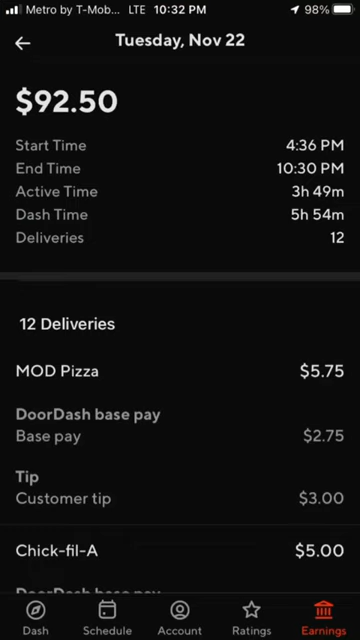 Metro by T-Mob... LTE 10:32 PM 98%
Tuesday, Nov 22
$92.50
Start Time 4:36 PM
End Time 10:30 PM
Active Time 3h 49m
Dash Time 5h 54m
Deliveries 12
12 Deliveries
MOD Pizza $5.75
DoorDash base pay
Base pay $2.75
Tip
Customer tip $3.00
Chick-fil-A $5.00
DoorDash base pay
Dash Schedule Account Ratings Earnings